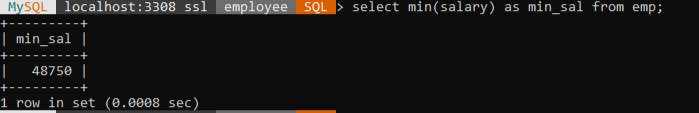 MySQL localhost:3308 ssl employee SQL > select min(salary) as min_sal from emp;
+---------+
| min_sal |
+---------+
|   48750 |
+---------+
1 row in set (0.0008 sec)